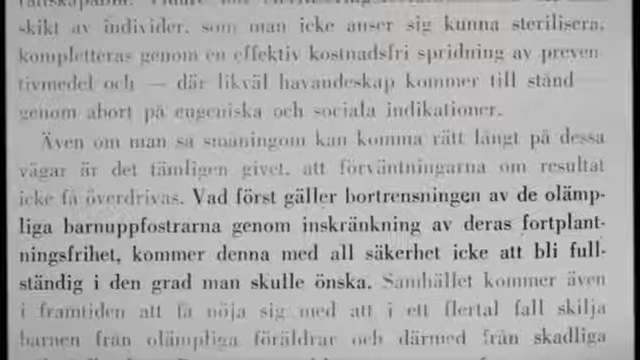 skikt av individer, som man icke anser sig kunna sterilisera,
kompletteras genom en effektiv kostnadsfri spridning av preven
tivmedel och — där likväl havandeskap kommer till stånd
genom abort på eugeniska och sociala indikationer.
Även om man så småningom kan komma rätt långt på dessa
vägar är det tämligen givet, att förväntningarna om resultat
icke få överdrivas. Vad först gäller bortrensningen av de olämp-
liga barnuppfostrarna genom inskränkning av deras fortplant-
ningsfrihet, kommer denna med all säkerhet icke att bli full-
ständig i den grad man skulle önska. Samhället kommer även
i framtiden att få nöja sig med att i ett flertal fall skilja
barnen från olämpliga föräldrar och därmed från skadliga